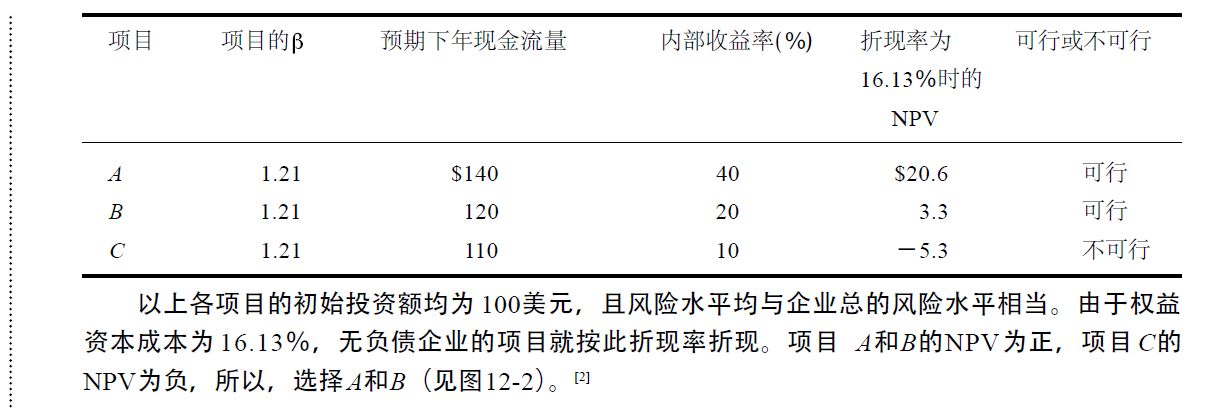 项目 项目的β 预期下年现金流量 内部收益率(%) 折现率为 可行或不可行
16.13%时的
NPV
A 1.21 $140 40 $20.6 可行
B 1.21 120 20 3.3 可行
C 1.21 110 10 －5.3 不可行
以上各项目的初始投资额均为100美元，且风险水平均与企业总的风险水平相当。由于权益
资本成本为16.13%，无负债企业的项目就按此折现率折现。项目 A和B的NPV为正，项目C的
NPV为负，所以，选择A和B（见图12-2）。[2]